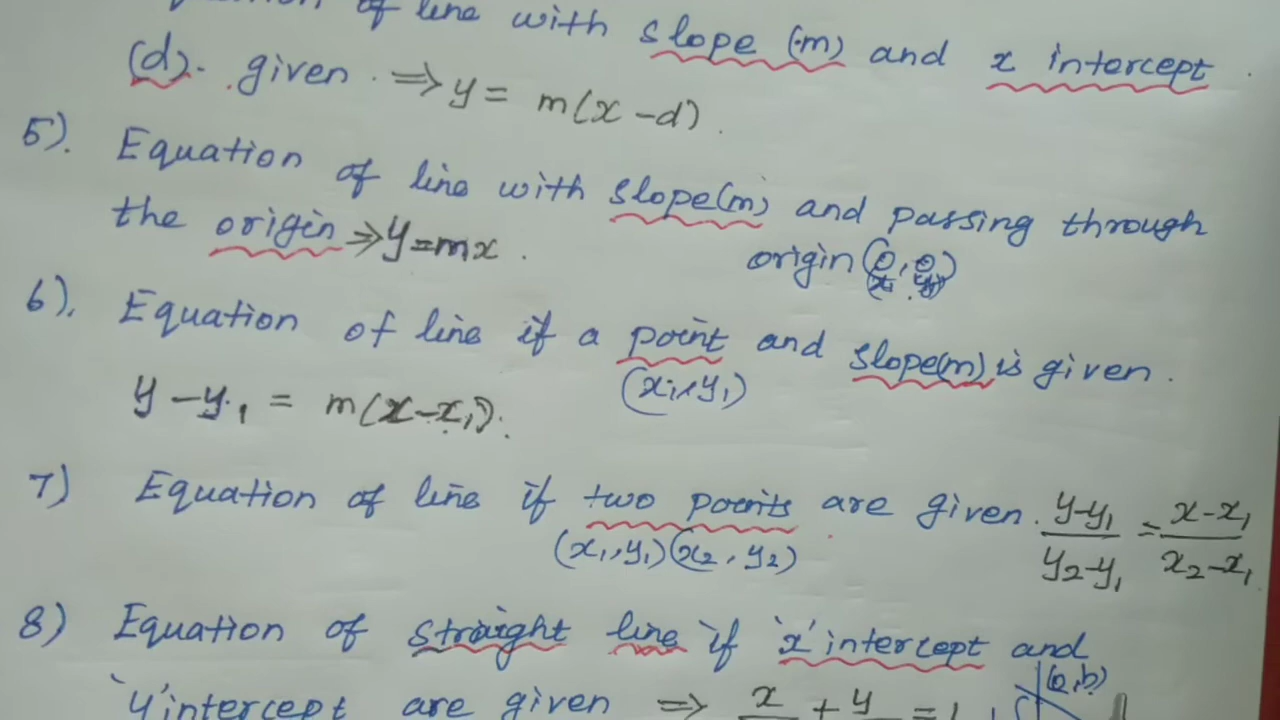 of line with slope (m) and x intercept
(d). given ⇒ y = m(x-d).
5). Equation of line with slope(m) and passing through
the origin ⇒ y=mx. origin (0, 0)
6). Equation of line if a point and slope(m) is given.
(x₁, y₁)
y - y₁ = m(x-x₁).
7) Equation of line if two points are given. y-y₁/y₂-y₁ = x-x₁/x₂-x₁
(x₁, y₁) (x₂, y₂)
8) Equation of straight line if 'x' intercept and
'y' intercept are given ⇒ x + y = 1